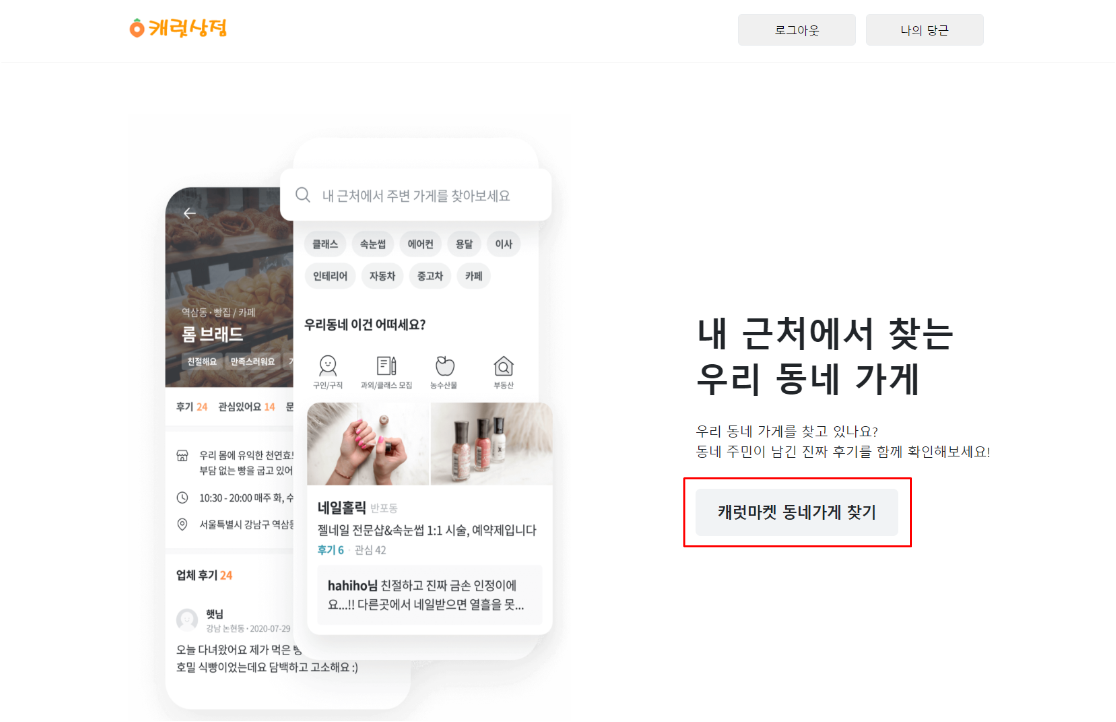 캐럿상점
로그아웃
나의 당근
내 근처에서 주변 가게를 찾아보세요
클래스 속눈썹 에어컨 용달 이사
인테리어 자동차 중고차 카페
우리동네 이건 어떠세요?
구인/구직 과외/클래스 모집 농수산물 부동산
네일홀릭 반포동
젤네일 전문샵&속눈썹 1:1 시술, 예약제입니다
후기 6 · 관심 42
hahiho님 친절하고 진짜 금손 인정이에
요...!! 다른곳에서 네일받으면 열흘을 못...
역삼동 · 빵집 / 카페
롬 브래드
친절해요 만족스러워요
후기 24 관심있어요 14 문
우리 몸에 유익한 천연효
부담 없는 빵을 굽고 있어
10:30 - 20:00 매주 화, 수
서울특별시 강남구 역삼동
업체 후기 24
햇님
강남 논현동 · 2020-07-29
오늘 다녀왔어요 제가 먹은 빵
호밀 식빵이었는데요 담백하고 고소해요 :)
내 근처에서 찾는
우리 동네 가게
우리 동네 가게를 찾고 있나요?
동네 주민이 남긴 진짜 후기를 함께 확인해보세요!
캐럿마켓 동네가게 찾기